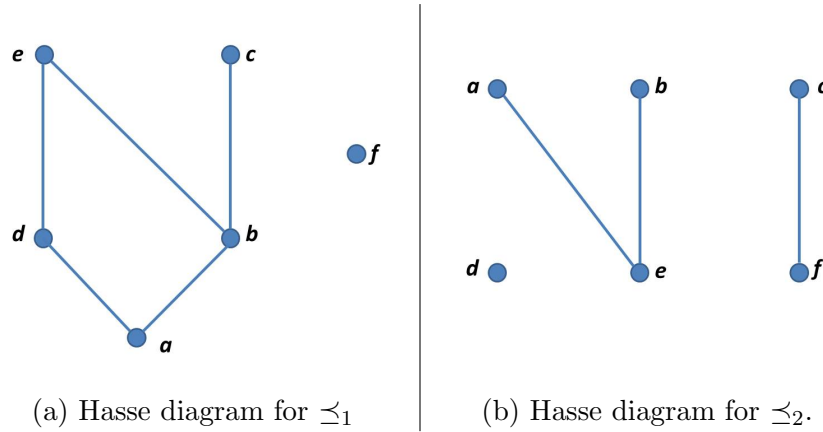 e c
f
d b
a
(a) Hasse diagram for ⪯1
a b c
d e f
(b) Hasse diagram for ⪯2.